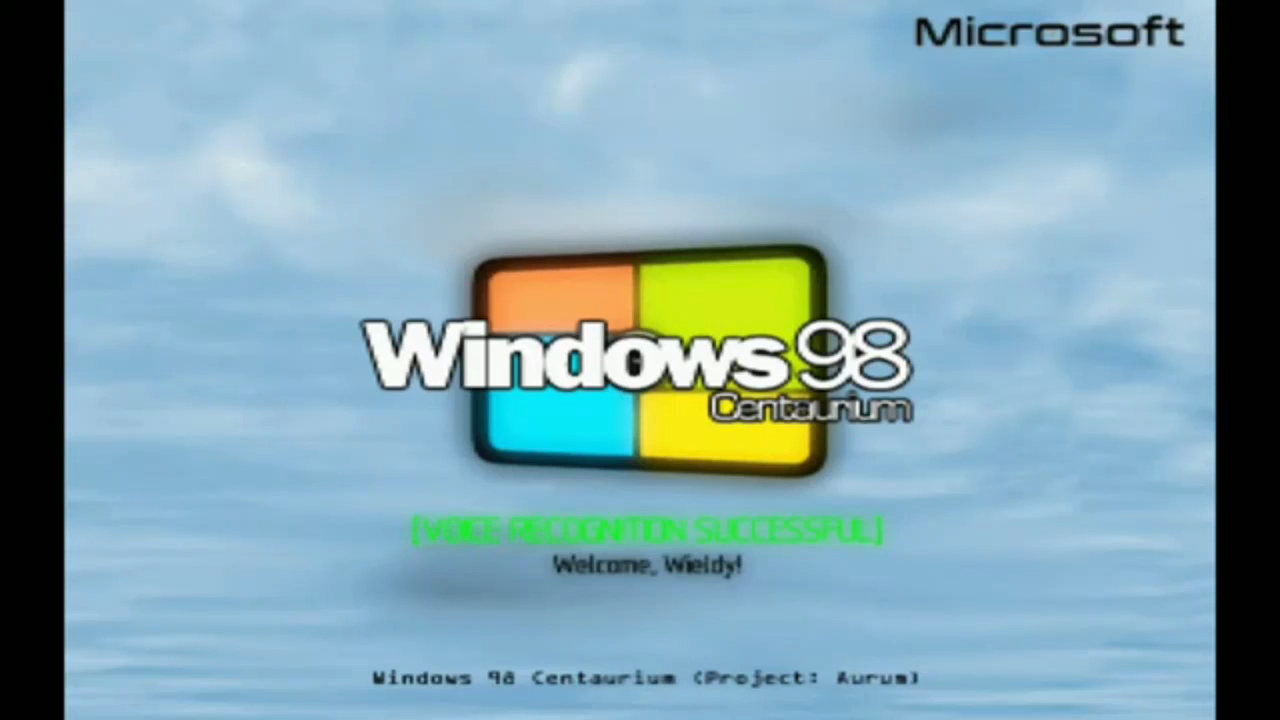 Microsoft
Windows 98
Centaurium
[VOICE RECOGNITION SUCCESSFUL]
Welcome, Wieldy!
Windows 98 Centaurium (Project: Aurum)